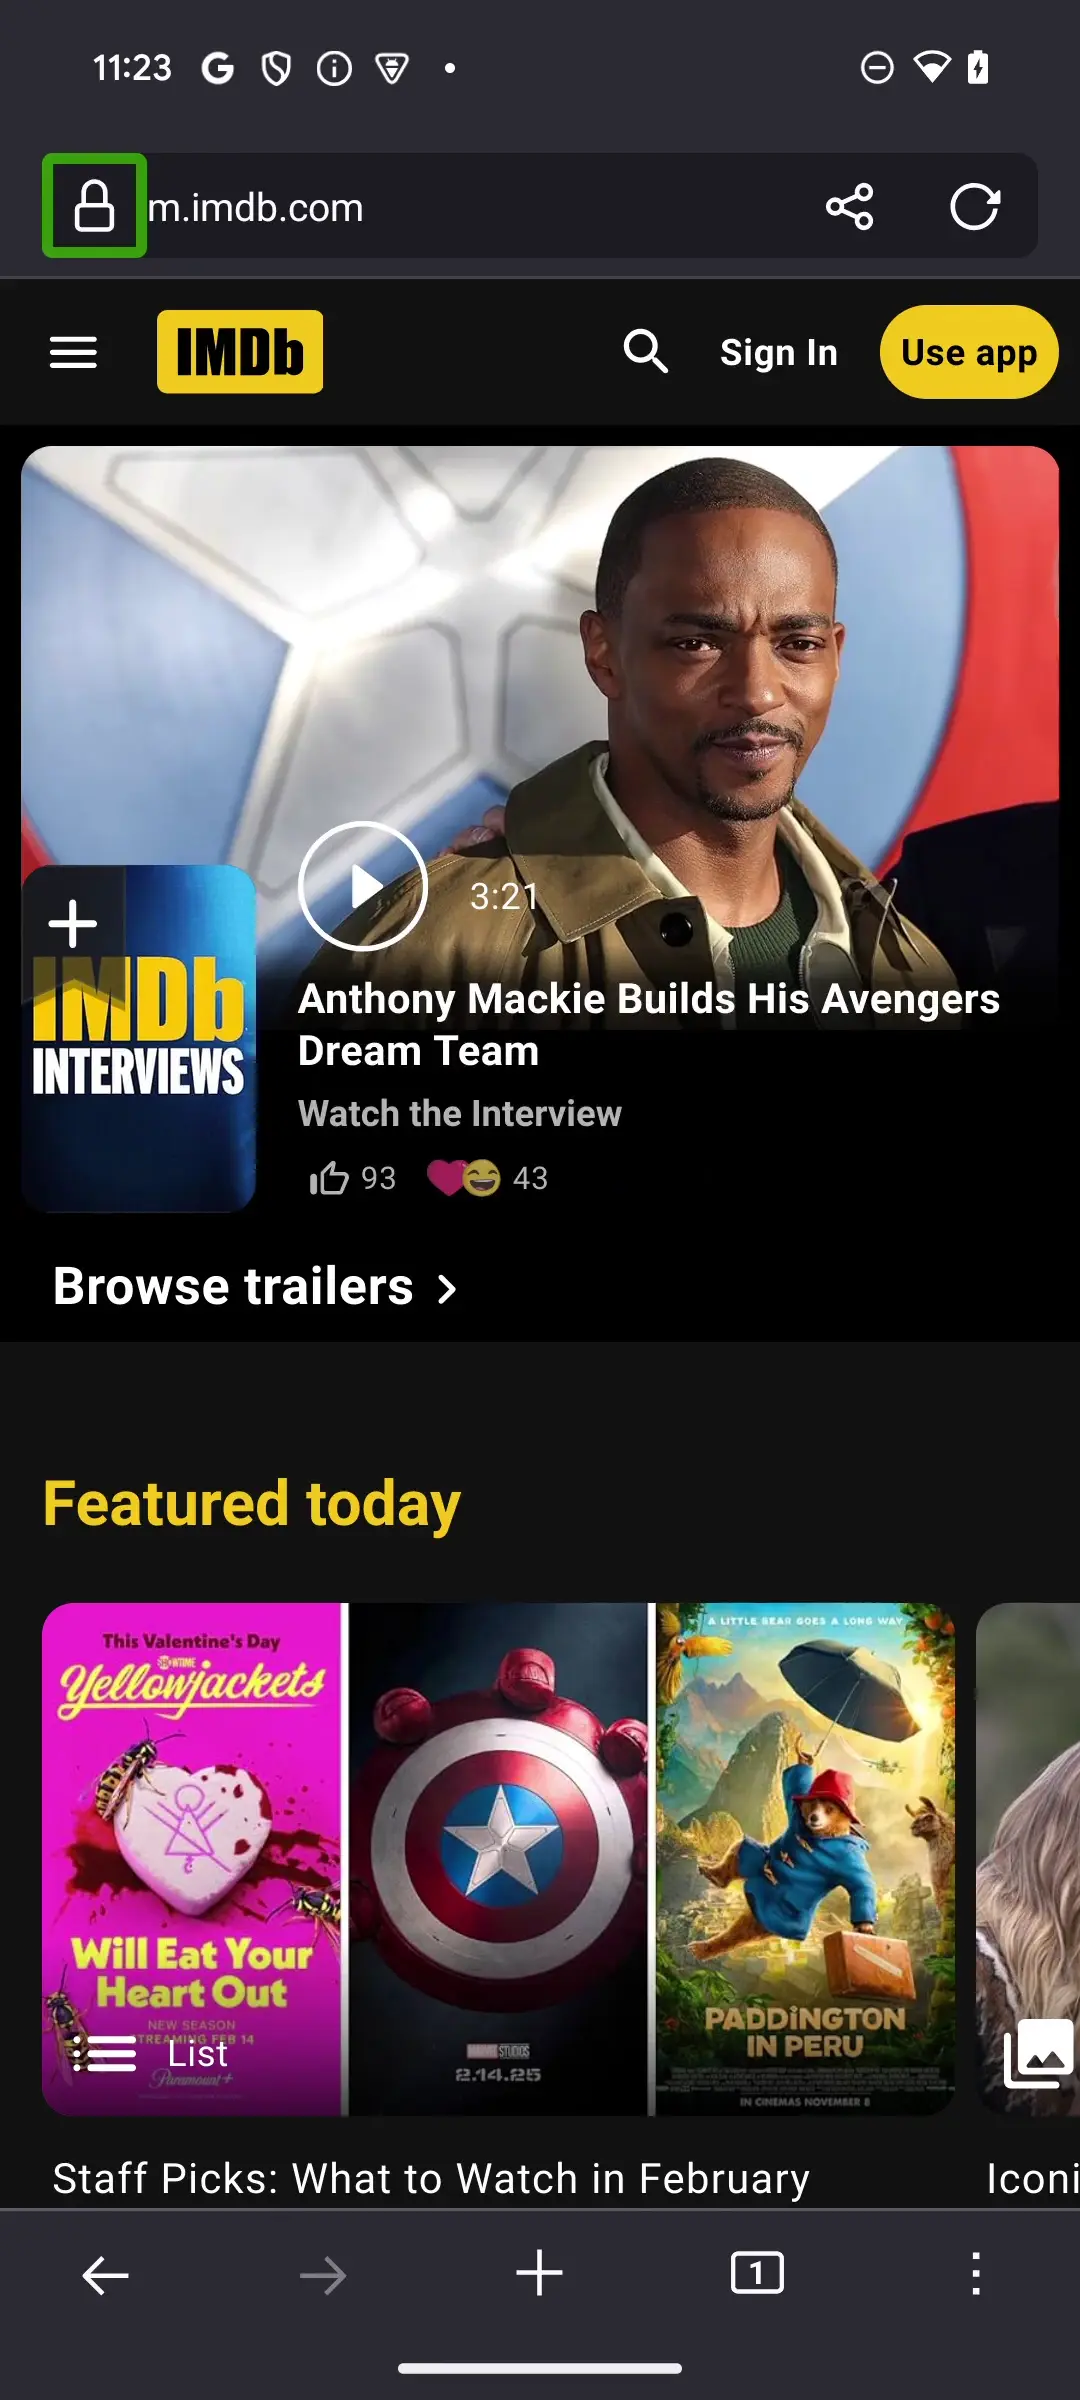 11:23
m.imdb.com
IMDb
Sign In
Use app
3:21
IMDb
INTERVIEWS
Anthony Mackie Builds His Avengers
Dream Team
Watch the Interview
93
43
Browse trailers
Featured today
This Valentine's Day
SHOWTIME
Yellowjackets
Will Eat Your
Heart Out
NEW SEASON
STREAMING FEB 14
Paramount+
List
MARVEL STUDIOS
2.14.25
A LITTLE BEAR GOES A LONG WAY
PADDiNGTON
IN PERU
IN CINEMAS NOVEMBER 8
Staff Picks: What to Watch in February
Iconi
1